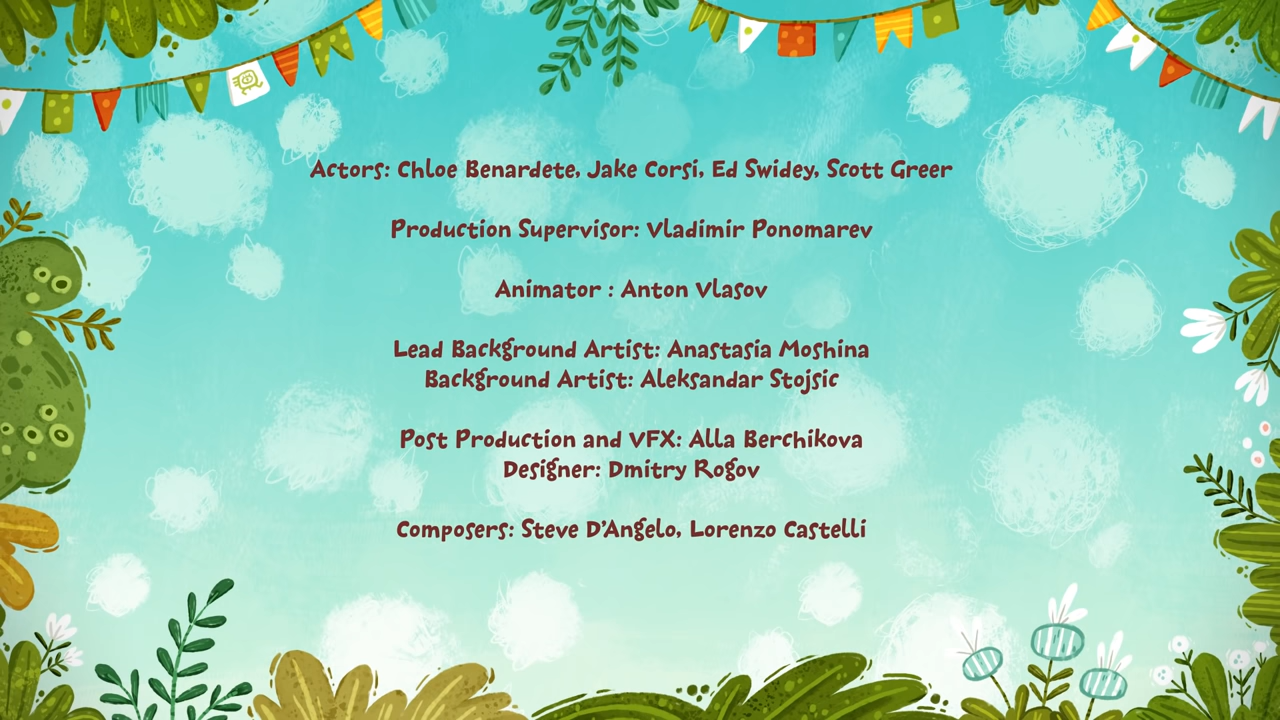 Actors: Chloe Benardete, Jake Corsi, Ed Swidey, Scott Greer
Production Supervisor: Vladimir Ponomarev
Animator : Anton Vlasov
Lead Background Artist: Anastasia Moshina
Background Artist: Aleksandar Stojsic
Post Production and VFX: Alla Berchikova
Designer: Dmitry Rogov
Composers: Steve D'Angelo, Lorenzo Castelli